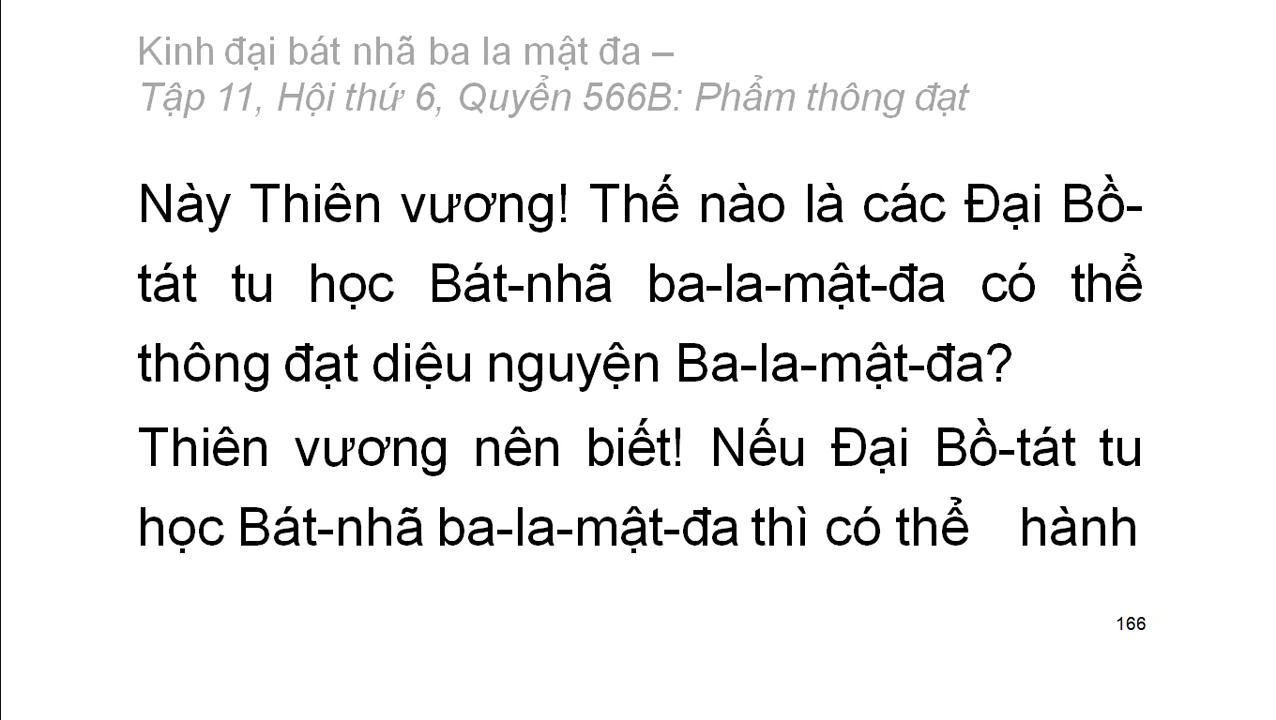 Kinh đại bát nhã ba la mật đa –
Tập 11, Hội thứ 6, Quyển 566B: Phẩm thông đạt
Này Thiên vương! Thế nào là các Đại Bồ-
tát tu học Bát-nhã ba-la-mật-đa có thể
thông đạt diệu nguyện Ba-la-mật-đa?
Thiên vương nên biết! Nếu Đại Bồ-tát tu
học Bát-nhã ba-la-mật-đa thì có thể hành
166